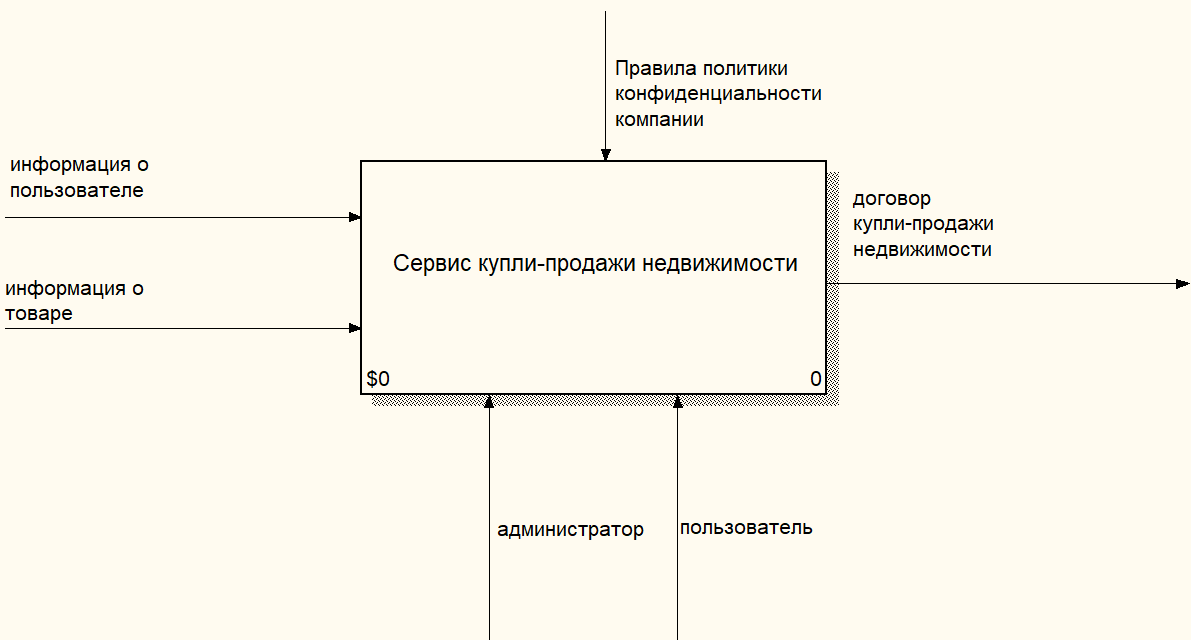 Правила политики
конфиденциальности
компании
информация о
пользователе
договор
купли-продажи
недвижимости
Сервис купли-продажи недвижимости
информация о
товаре
$0
0
администратор
пользователь